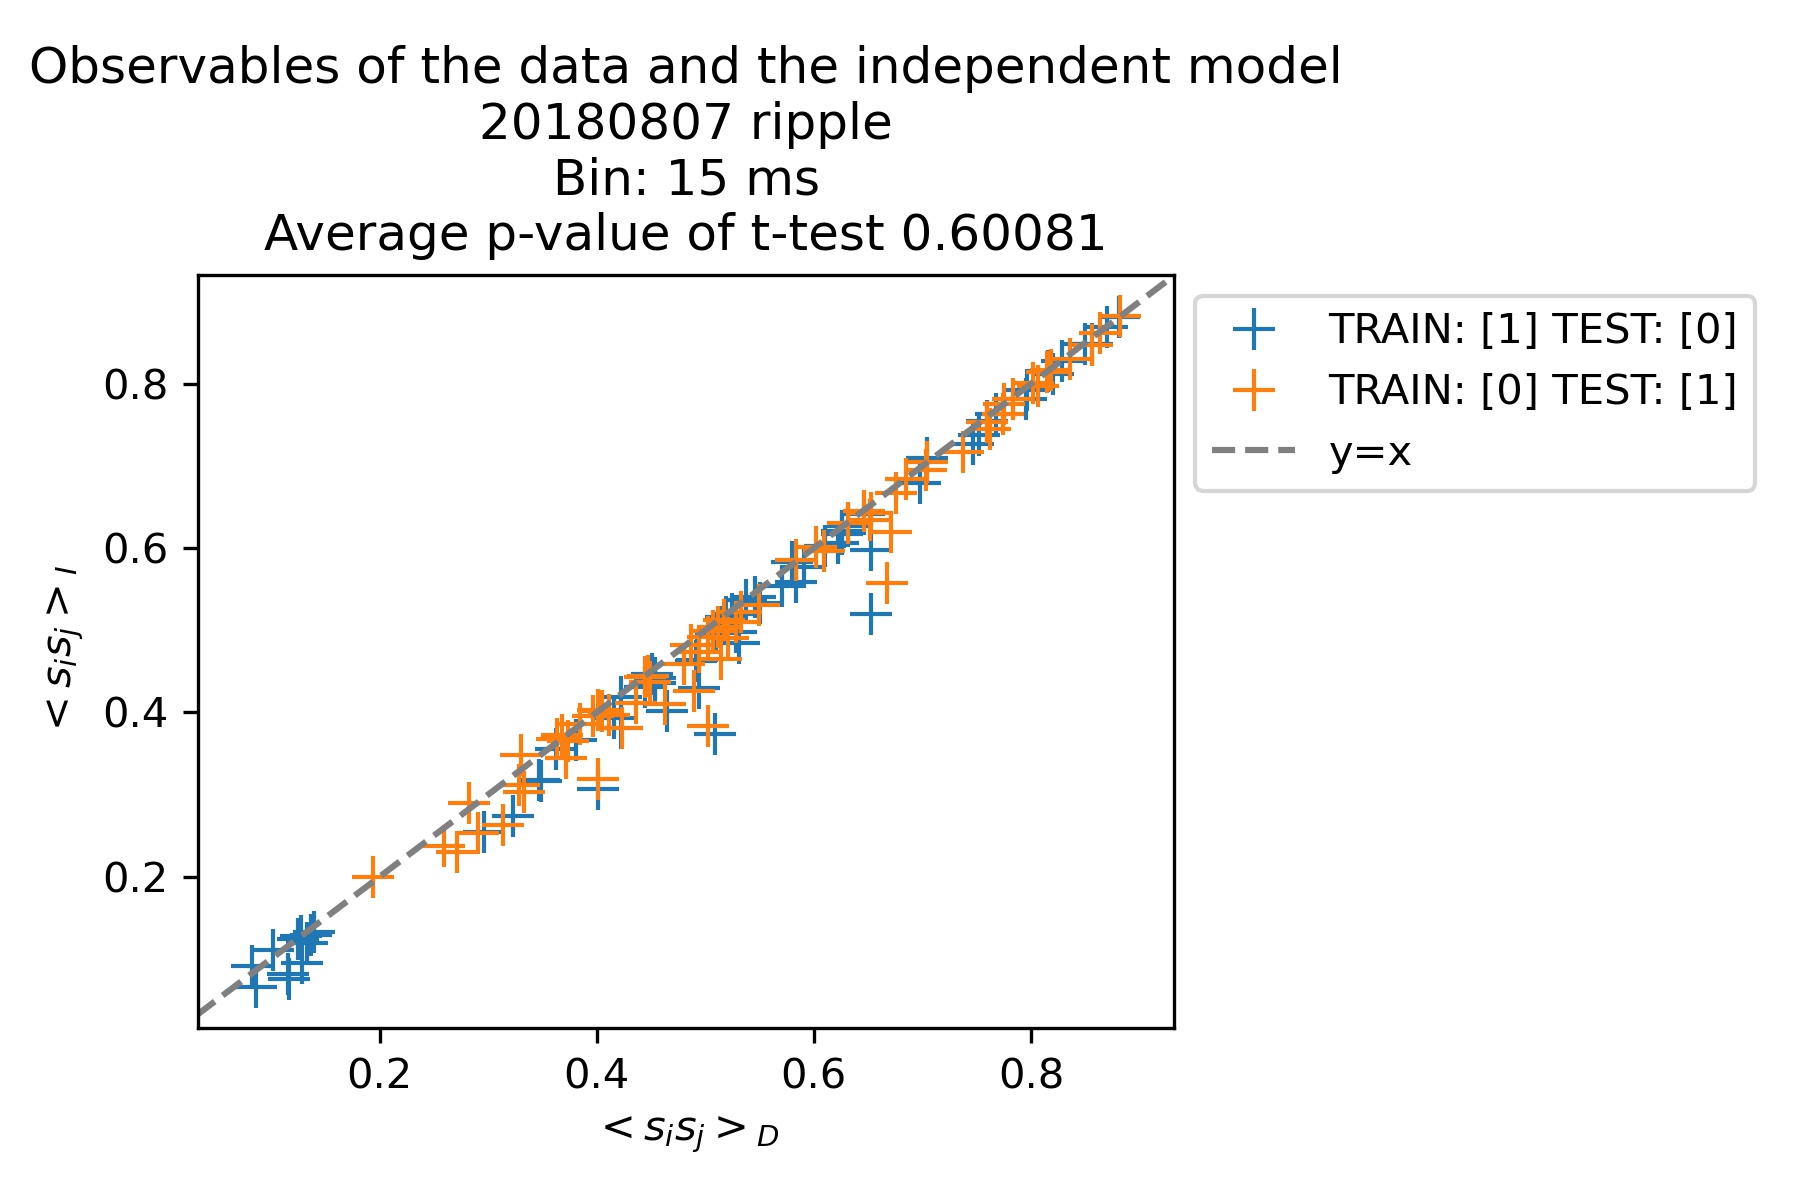 Observables of the data and the independent model
20180807 ripple
Bin: 15 ms
Average p-value of t-test 0.60081
TRAIN: [1] TEST: [0]
TRAIN: [0] TEST: [1]
y=x
0.8
0.6
0.4
0.2
< s_i s_j >_I
0.2 0.4 0.6 0.8
< s_i s_j >_D